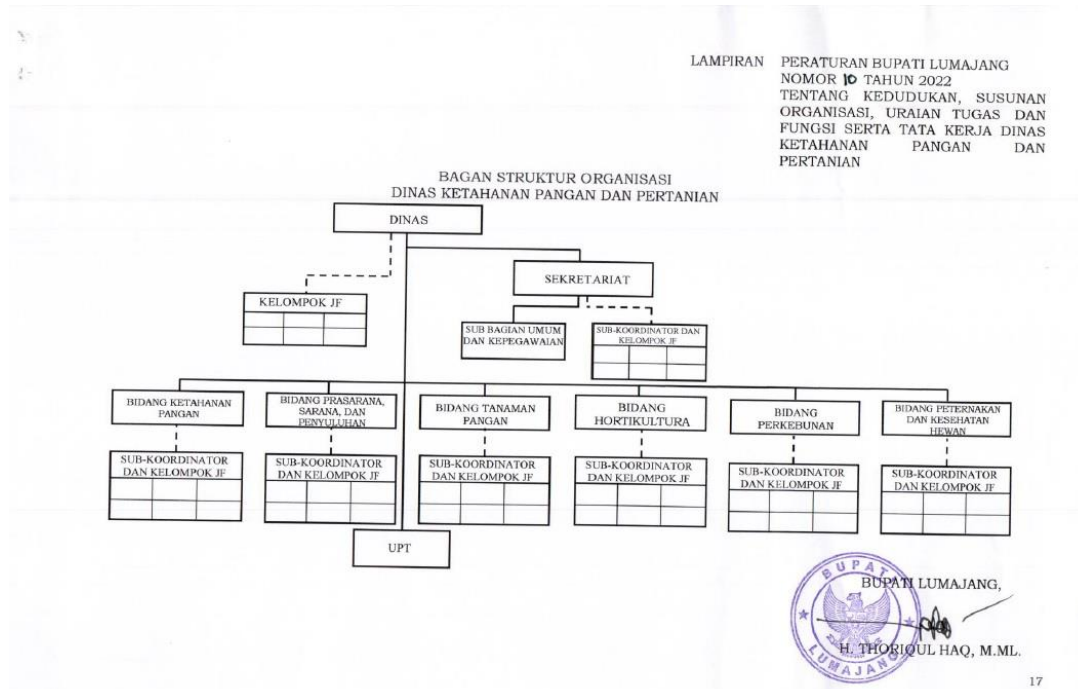 LAMPIRAN PERATURAN BUPATI LUMAJANG
NOMOR 10 TAHUN 2022
TENTANG KEDUDUKAN, SUSUNAN
ORGANISASI, URAIAN TUGAS DAN
FUNGSI SERTA TATA KERJA DINAS
KETAHANAN PANGAN DAN
PERTANIAN
BAGAN STRUKTUR ORGANISASI
DINAS KETAHANAN PANGAN DAN PERTANIAN
DINAS
SEKRETARIAT
KELOMPOK JF
SUB BAGIAN UMUM
DAN KEPEGAWAIAN
SUB-KOORDINATOR DAN
KELOMPOK JF
BIDANG KETAHANAN
PANGAN
BIDANG PRASARANA,
SARANA, DAN
PENYULUHAN
BIDANG TANAMAN
PANGAN
BIDANG
HORTIKULTURA
BIDANG
PERKEBUNAN
BIDANG PETERNAKAN
DAN KESEHATAN
HEWAN
SUB-KOORDINATOR
DAN KELOMPOK JF
SUB-KOORDINATOR
DAN KELOMPOK JF
SUB-KOORDINATOR
DAN KELOMPOK JF
SUB-KOORDINATOR
DAN KELOMPOK JF
SUB-KOORDINATOR
DAN KELOMPOK JF
SUB-KOORDINATOR
DAN KELOMPOK JF
UPT
BUPATI LUMAJANG,
BUPATI
LUMAJANG
H. THORIQUL HAQ, M.ML.
17